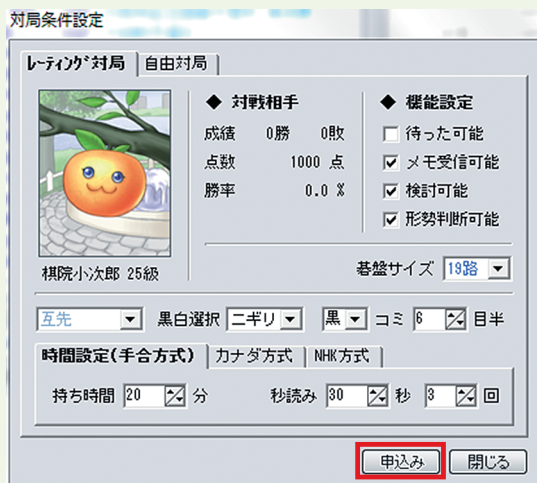 対局条件設定
レーティング対局 自由対局
◆ 対戦相手
成績 0勝 0敗
点数 1000 点
勝率 0.0 %
◆ 機能設定
待った可能
メモ受信可能
検討可能
形勢判断可能
棋院小次郎 25級
碁盤サイズ 19路
互先 黒白選択 ニギリ 黒 コミ 6 目半
時間設定(手合方式) カナダ方式 NHK方式
持ち時間 20 分 秒読み 30 秒 3 回
申込み 閉じる